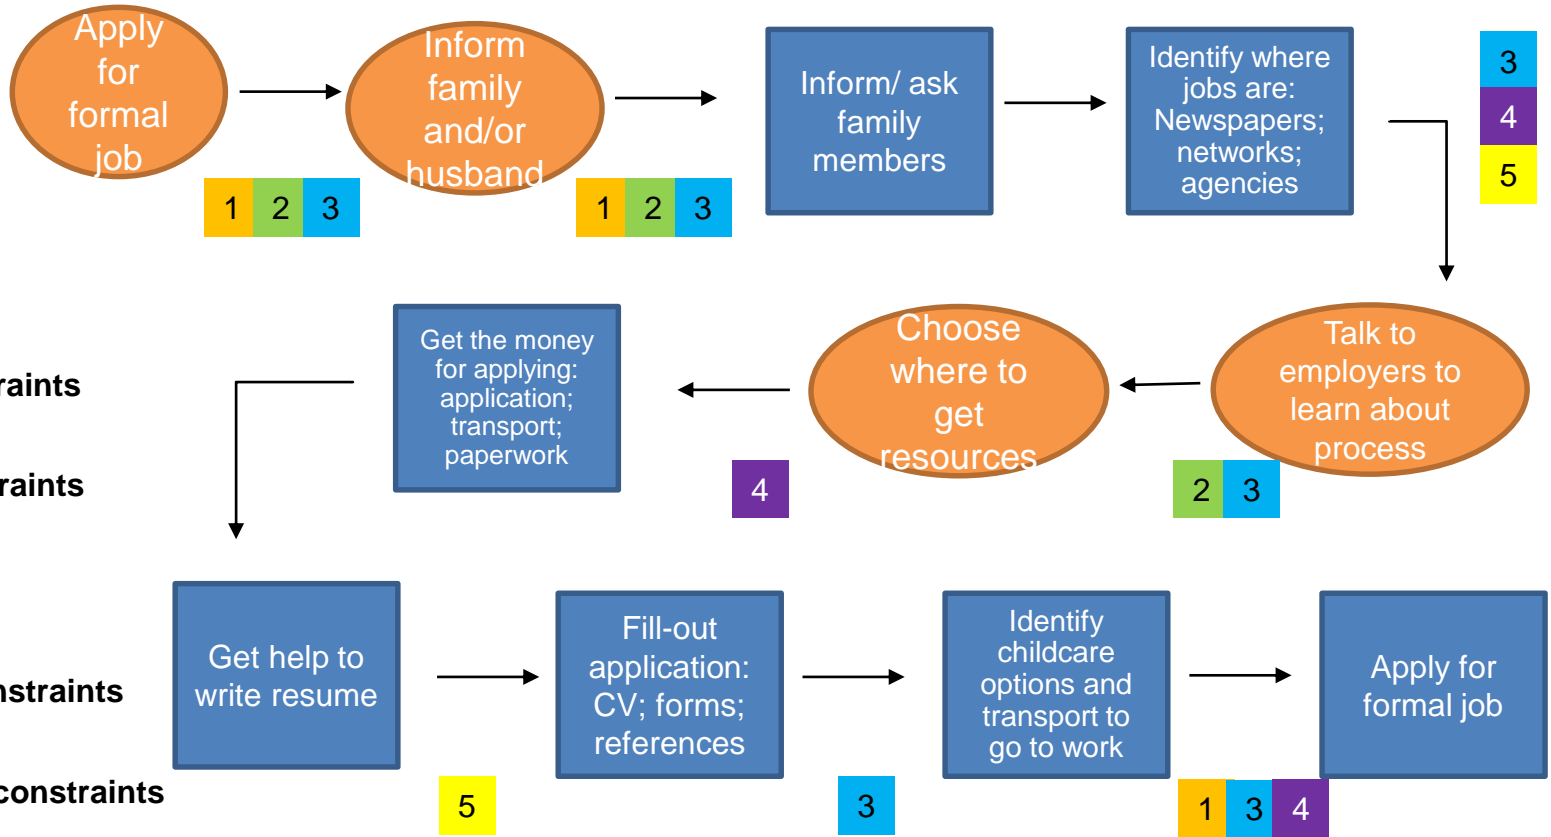 Apply
for
formal
job
Inform
family
and/or
husband
Inform/ ask
family
members
Identify where
jobs are:
Newspapers;
networks;
agencies
3
4
5
1 2 3
1 2 3
Talk to
employers to
learn about
process
2 3
Choose
where to
get
resources
4
Get the money
for applying:
application;
transport;
paperwork
raints
raints
Get help to
write resume
5
Fill-out
application:
CV; forms;
references
3
Identify
childcare
options and
transport to
go to work
1 3 4
Apply for
formal job
nstraints
constraints